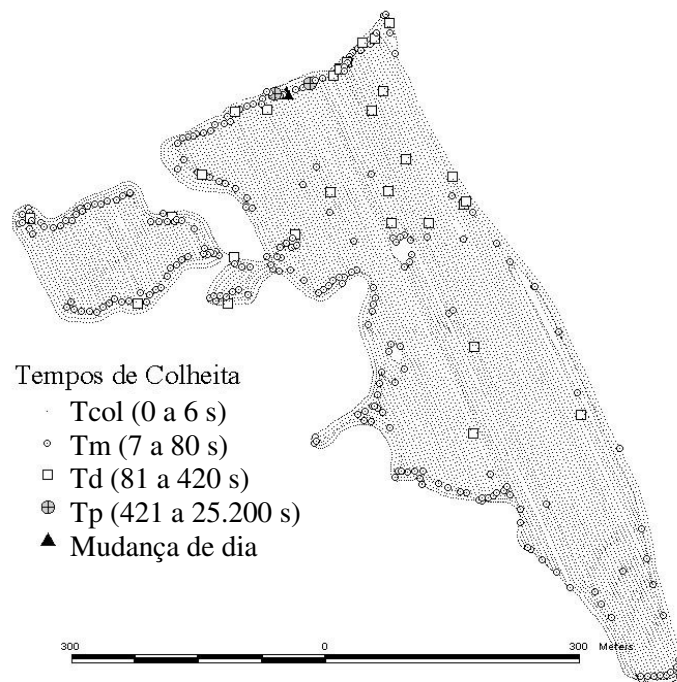 Tempos de Colheita
Tcol (0 a 6 s)
Tm (7 a 80 s)
Td (81 a 420 s)
Tp (421 a 25.200 s)
Mudança de dia
300 0 300 Meters